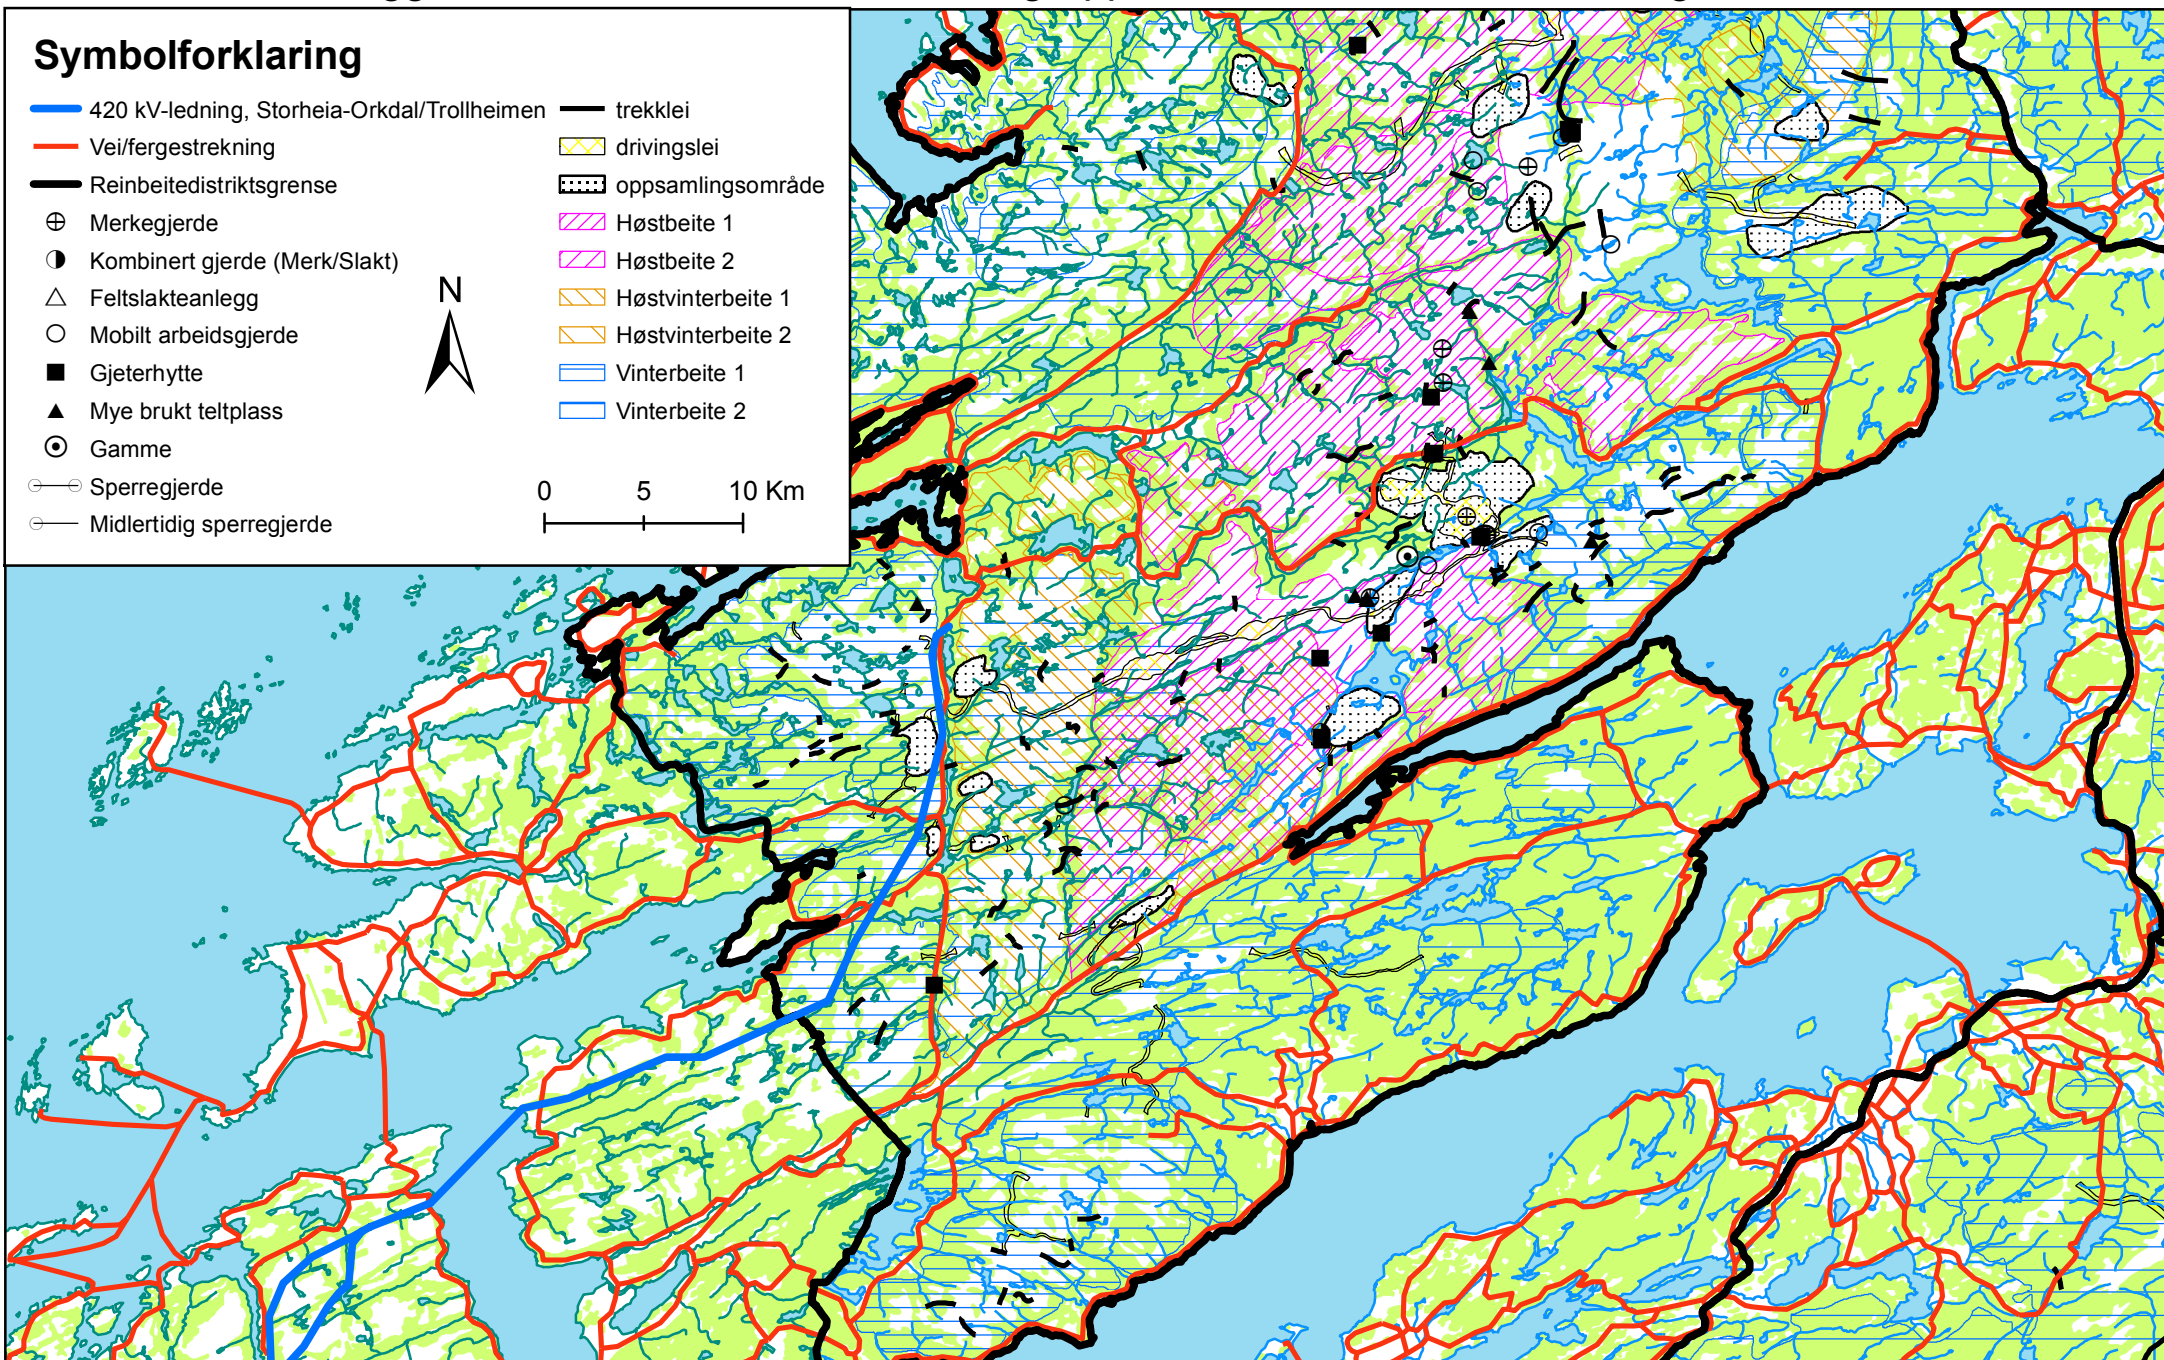 Symbolforklaring
420 kV-ledning, Storheia-Orkdal/Trollheimen
Vei/fergestrekning
Reinbeitedistriktsgrense
Merkegjerde
Kombinert gjerde (Merk/Slakt)
Feltslakteanlegg
Mobilt arbeidsgjerde
Gjeterhytte
Mye brukt teltplass
Gamme
Sperregjerde
Midlertidig sperregjerde
trekklei
drivingslei
oppsamlingsområde
Høstbeite 1
Høstbeite 2
Høstvinterbeite 1
Høstvinterbeite 2
Vinterbeite 1
Vinterbeite 2
N
0 5 10 Km